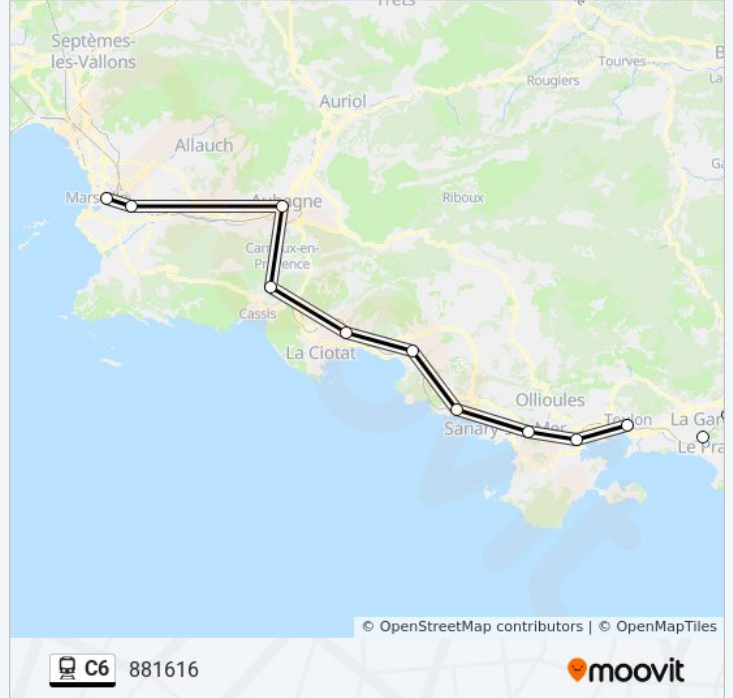 Trets
Septèmes-
les-Vallons
Tourves
Rougiers
Auriol
Allauch
Mars
Aubagne
Riboux
Carnoux-en-
Provence
Cassis
La Ciotat
Ollioules
Toulon
La Gar
Sanary-sur-Mer
Le Pra
© OpenStreetMap contributors | © OpenMapTiles
C6 881616
moovit